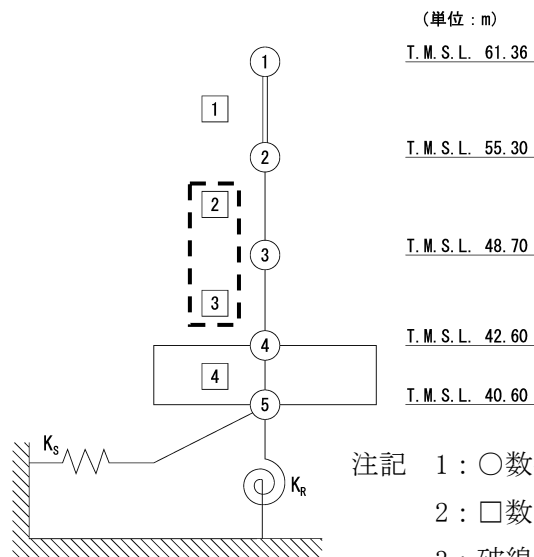 (単位：m)
1
T.M.S.L. 61.36
1
2
T.M.S.L. 55.30
2
3
T.M.S.L. 48.70
3
4
T.M.S.L. 42.60
4
5
T.M.S.L. 40.60
KS
KR
注記 1：○数
2：□数